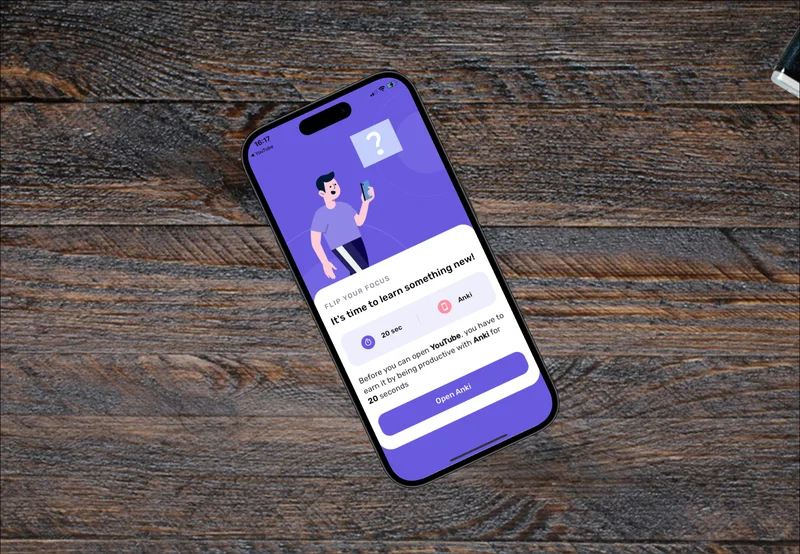 16:17
◀ YouTube
?
FLIP YOUR FOCUS
It's time to learn something new!
20 sec
Anki
Before you can open YouTube, you have to
earn it by being productive with Anki for
20 seconds
Open Anki